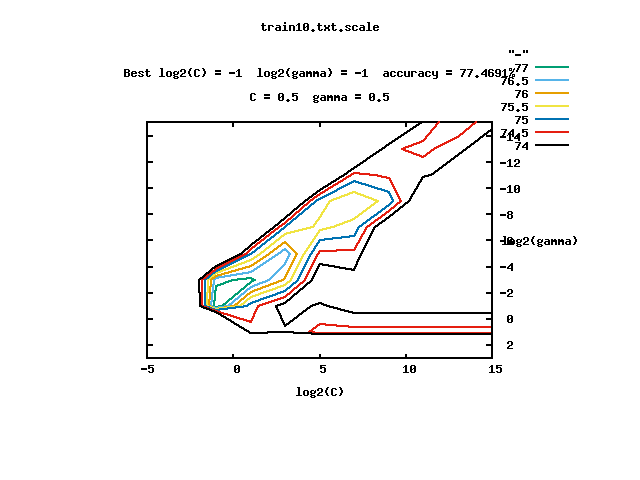 train10.txt.scale
"-"
Best log2(C) = -1 log2(gamma) = -1 accuracy = 77.4691%
C = 0.5 gamma = 0.5
77
76.5
76
75.5
75
74.5
74
-14
-12
-10
-8
-6
log2(gamma)
-4
-2
0
2
-5 0 5 10 15
log2(C)